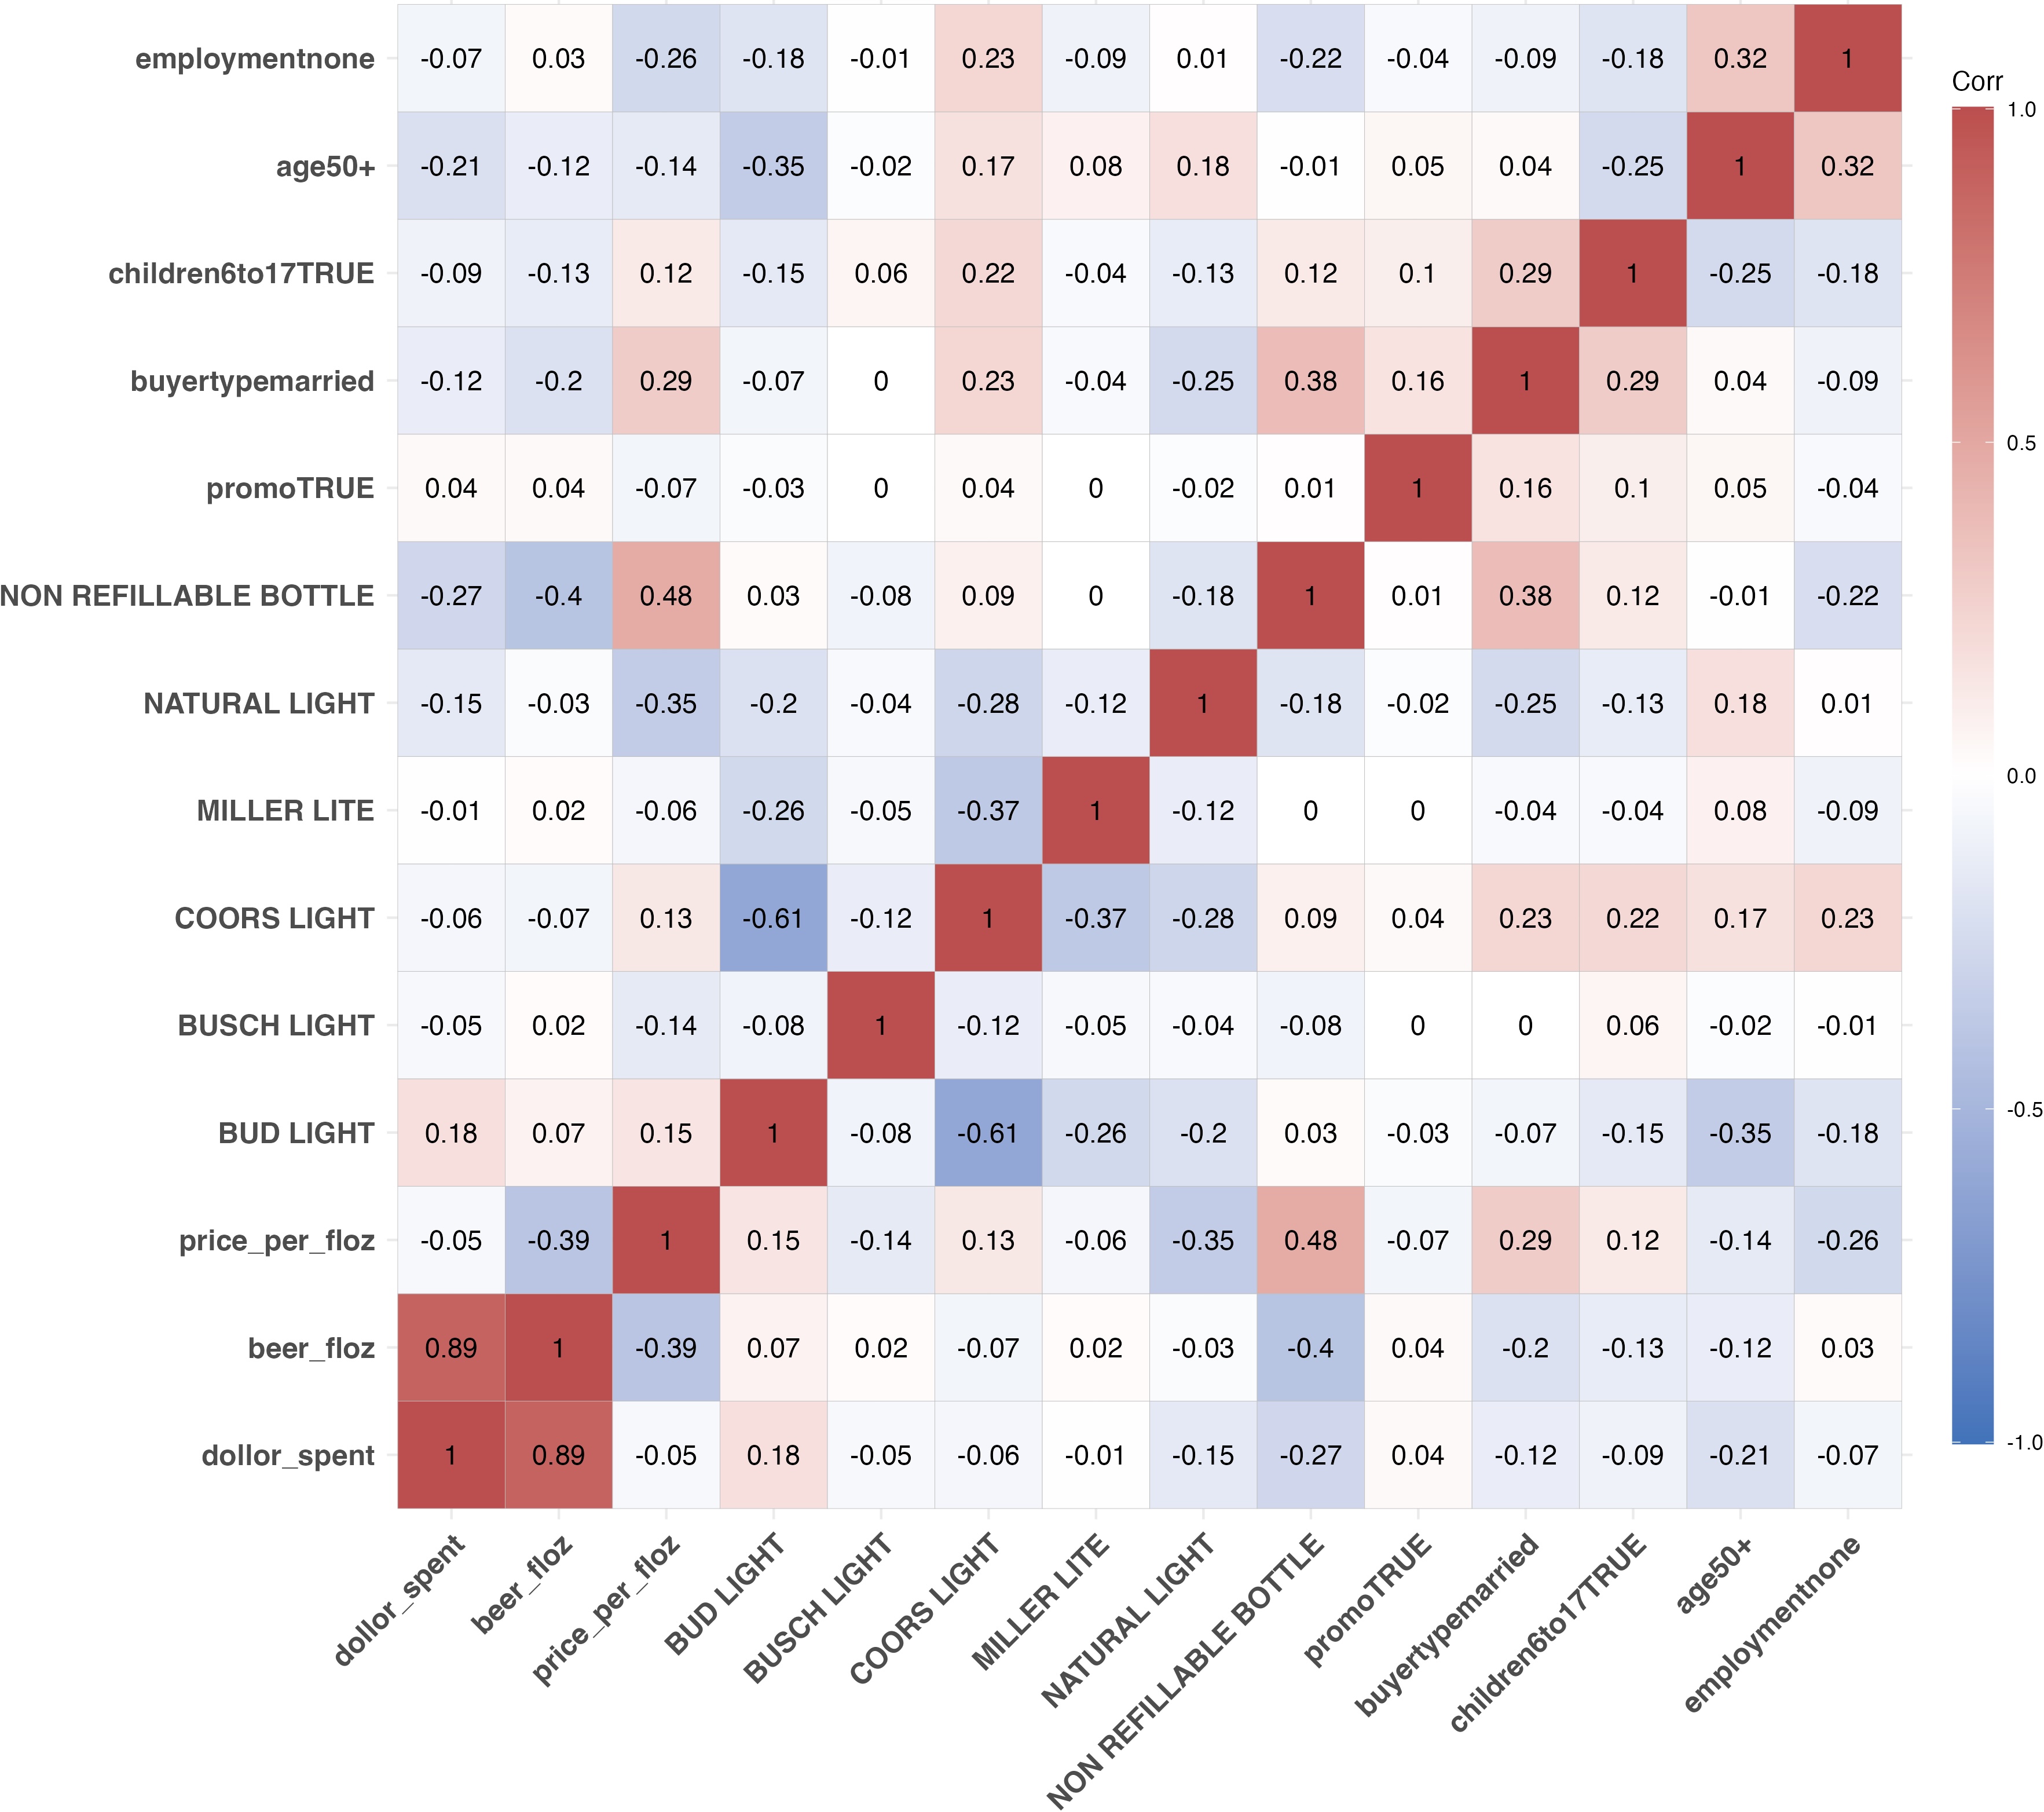 employmentnone -0.07 0.03 -0.26 -0.18 -0.01 0.23 -0.09 0.01 -0.22 -0.04 -0.09 -0.18 0.32 1
age50+ -0.21 -0.12 -0.14 -0.35 -0.02 0.17 0.08 0.18 -0.01 0.05 0.04 -0.25 1 0.32
children6to17TRUE -0.09 -0.13 0.12 -0.15 0.06 0.22 -0.04 -0.13 0.12 0.1 0.29 1 -0.25 -0.18
buyertypemarried -0.12 -0.2 0.29 -0.07 0 0.23 -0.04 -0.25 0.38 0.16 1 0.29 0.04 -0.09
promoTRUE 0.04 0.04 -0.07 -0.03 0 0.04 0 -0.02 0.01 1 0.16 0.1 0.05 -0.04
NON REFILLABLE BOTTLE -0.27 -0.4 0.48 0.03 -0.08 0.09 0 -0.18 1 0.01 0.38 0.12 -0.01 -0.22
NATURAL LIGHT -0.15 -0.03 -0.35 -0.2 -0.04 -0.28 -0.12 1 -0.18 -0.02 -0.25 -0.13 0.18 0.01
MILLER LITE -0.01 0.02 -0.06 -0.26 -0.05 -0.37 1 -0.12 0 0 -0.04 -0.04 0.08 -0.09
COORS LIGHT -0.06 -0.07 0.13 -0.61 -0.12 1 -0.37 -0.28 0.09 0.04 0.23 0.22 0.17 0.23
BUSCH LIGHT -0.05 0.02 -0.14 -0.08 1 -0.12 -0.05 -0.04 -0.08 0 0 0.06 -0.02 -0.01
BUD LIGHT 0.18 0.07 0.15 1 -0.08 -0.61 -0.26 -0.2 0.03 -0.03 -0.07 -0.15 -0.35 -0.18
price_per_floz -0.05 -0.39 1 0.15 -0.14 0.13 -0.06 -0.35 0.48 -0.07 0.29 0.12 -0.14 -0.26
beer_floz 0.89 1 -0.39 0.07 0.02 -0.07 0.02 -0.03 -0.4 0.04 -0.2 -0.13 -0.12 0.03
dollor_spent 1 0.89 -0.05 0.18 -0.05 -0.06 -0.01 -0.15 -0.27 0.04 -0.12 -0.09 -0.21 -0.07
dollor_spent
beer_floz
price_per_floz
BUD LIGHT
BUSCH LIGHT
COORS LIGHT
MILLER LITE
NATURAL LIGHT
NON REFILLABLE BOTTLE
promoTRUE
buyertypemarried
children6to17TRUE
age50+
employmentnone
Corr
1.0
0.5
0.0
-0.5
-1.0